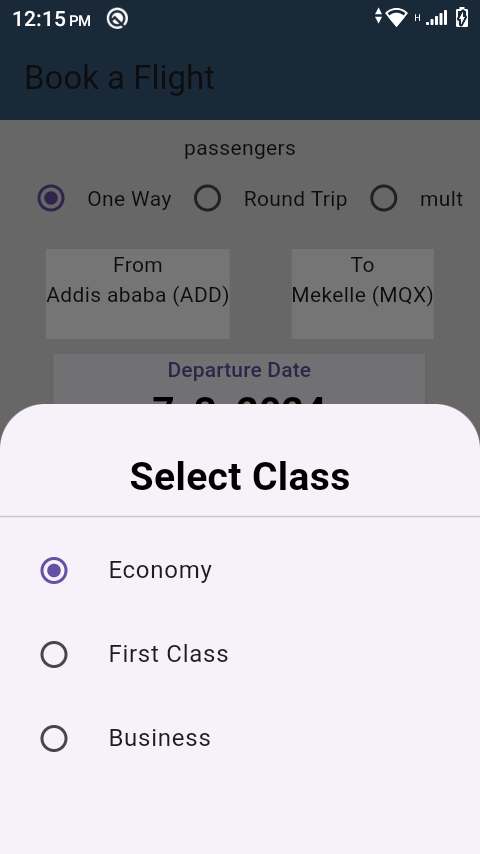 12:15 PM
H
Book a Flight
passengers
One Way Round Trip mult
From To
Addis ababa (ADD) Mekelle (MQX)
Departure Date
Select Class
Economy
First Class
Business